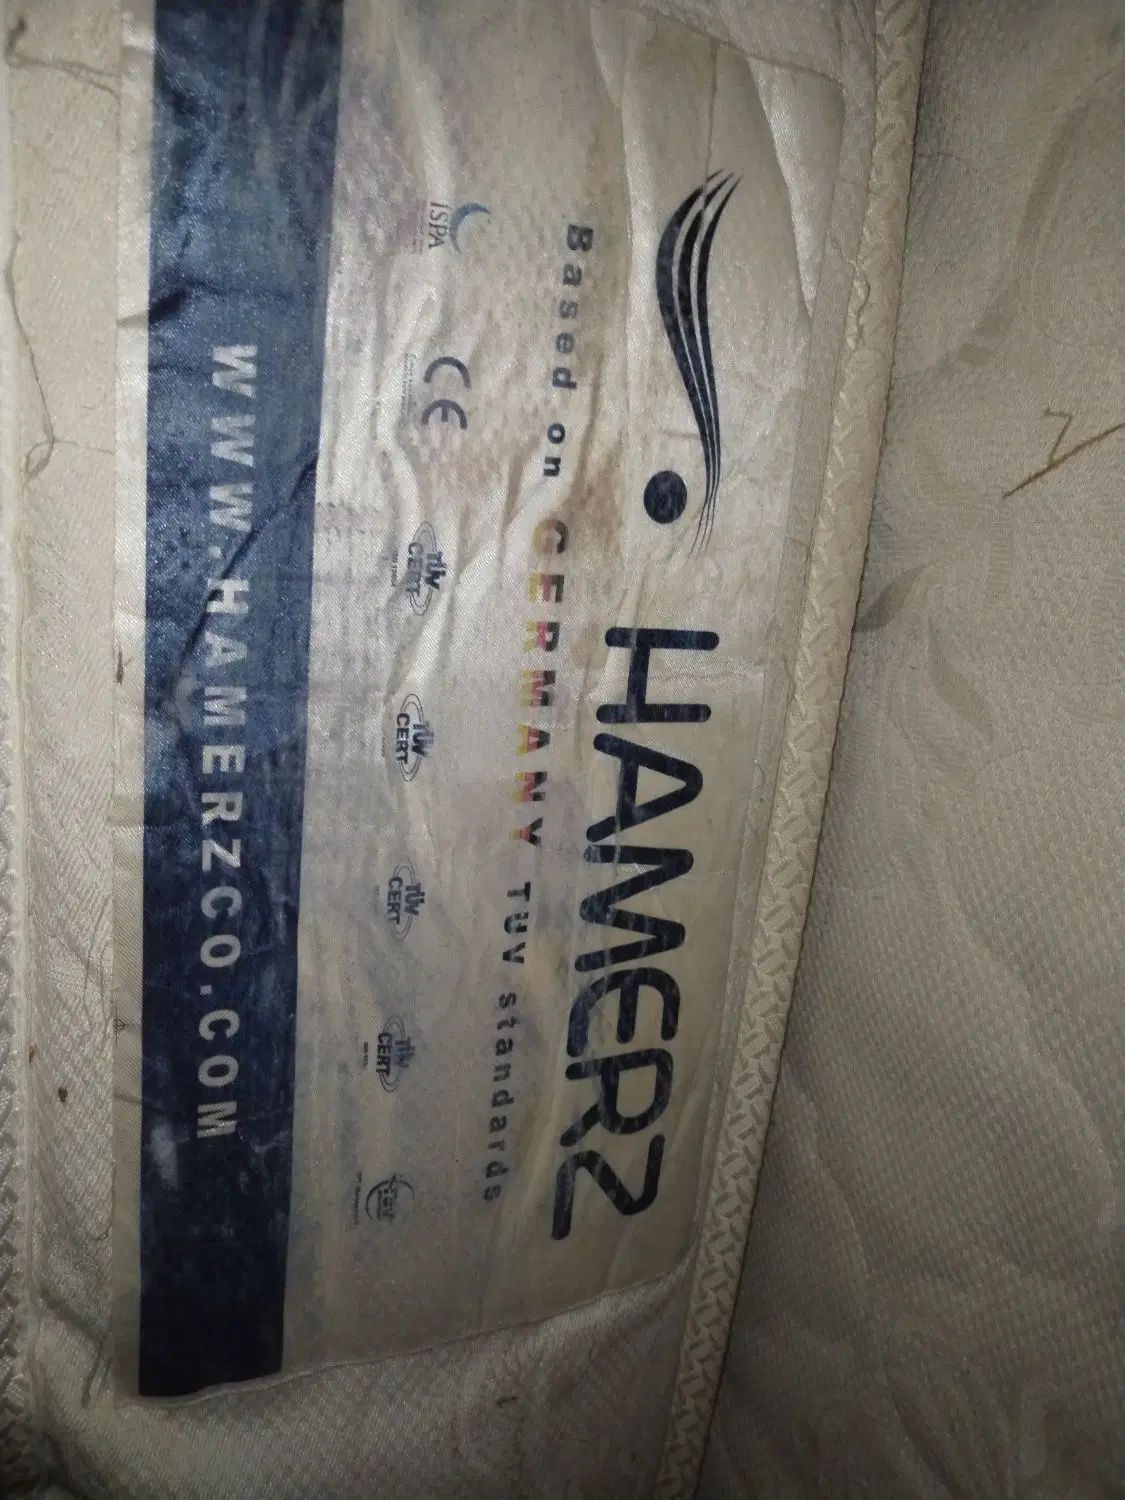 HAMERZ
Based on GERMANY TUV standards
ISPA
CE
TÜV
CERT
TÜV
CERT
TÜV
CERT
TÜV
CERT
WWW.HAMERZCO.COM